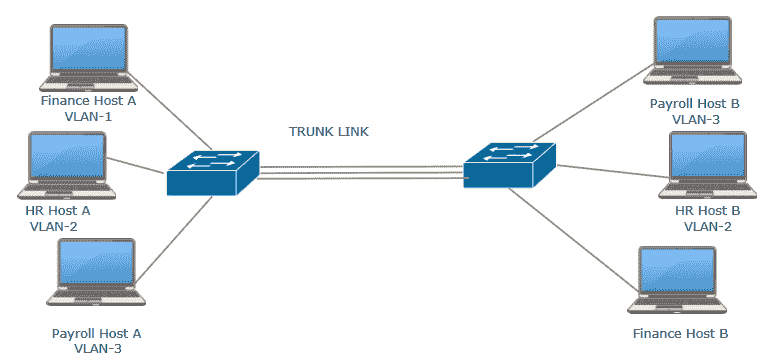 Finance Host A
VLAN-1
HR Host A
VLAN-2
Payroll Host A
VLAN-3
TRUNK LINK
Payroll Host B
VLAN-3
HR Host B
VLAN-2
Finance Host B